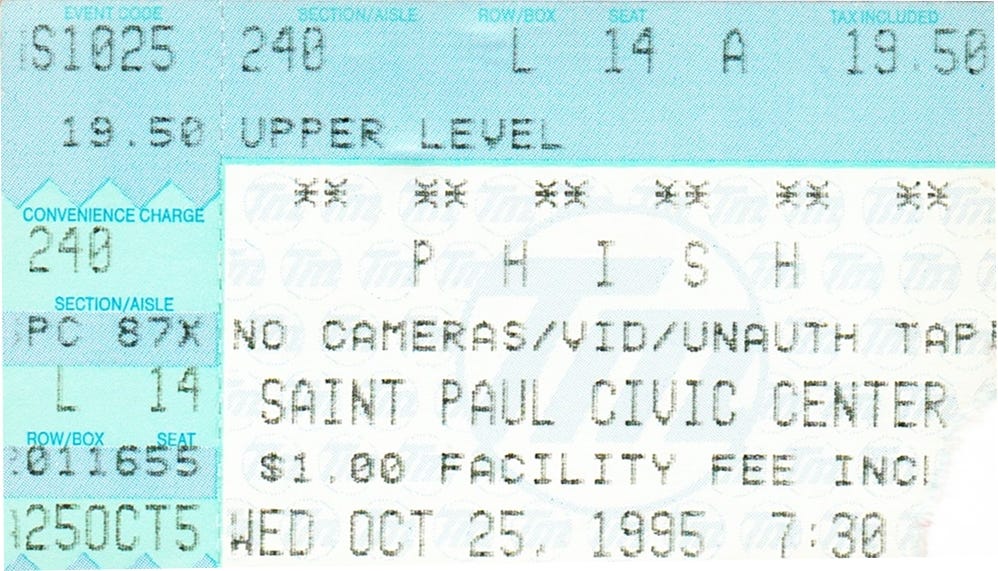 EVENT CODE SECTION/AISLE ROW/BOX SEAT TAX INCLUDED
S1025 240 L 14 A 19.50
19.50 UPPER LEVEL
** ** ** ** ** **
CONVENIENCE CHARGE
240 P H I S H
SECTION/AISLE
PC 87X NO CAMERAS/VID/UNAUTH TAP
L 14 SAINT PAUL CIVIC CENTER
ROW/BOX SEAT
011655 $1.00 FACILITY FEE INCL
A25OCT5 WED OCT 25, 1995 7:30